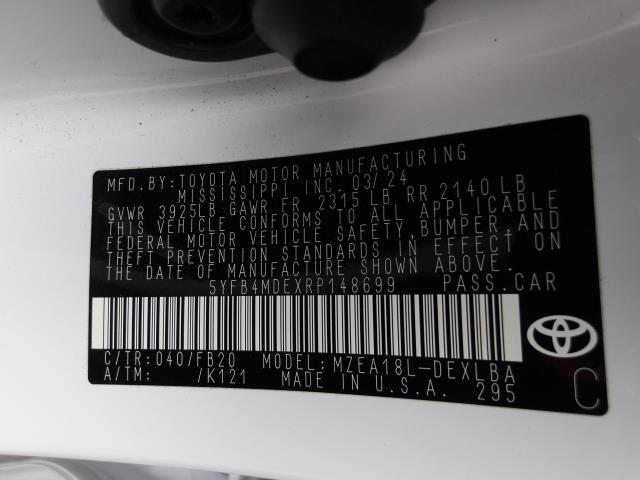 MFD.BY:TOYOTA MOTOR MANUFACTURING
MISSISSIPPI INC. 03/24
GVWR 3925LB GAWR FR 2315 LB RR 2140 LB
THIS VEHICLE CONFORMS TO ALL APPLICABLE
FEDERAL MOTOR VEHICLE SAFETY,BUMPER,AND
THEFT PREVENTION STANDARDS IN EFFECT ON
THE DATE OF MANUFACTURE SHOWN ABOVE.
5YFB4MDEXRP148699 PASS.CAR
C/TR:040/FB20 MODEL:MZEA18L-DEXLBA
A/TM: /K121 MADE IN U.S.A. 295
C